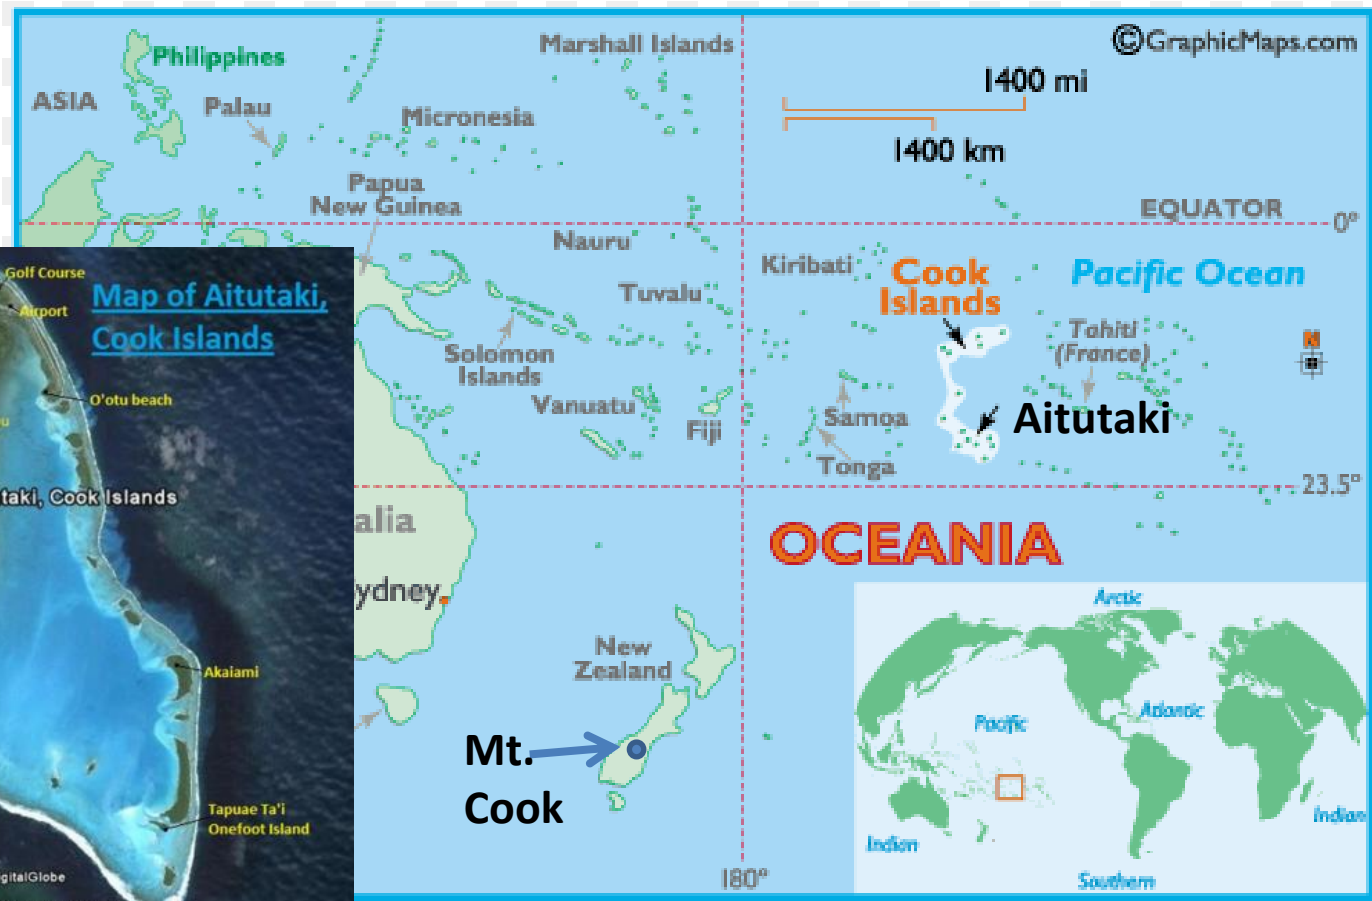 ©GraphicMaps.com
Marshall Islands
Philippines
1400 mi
ASIA
Palau
Micronesia
1400 km
Papua
New Guinea
EQUATOR
0°
Nauru
Kiribati
Cook
Islands
Pacific Ocean
Tuvalu
Tahiti
(France)
N
Solomon
Islands
Vanuatu
Fiji
Samoa
Tonga
Aitutaki
23.5°
alia
OCEANIA
ydney
New
Zealand
Mt.
Cook
180°
Golf Course
Airport
Map of Aitutaki,
Cook Islands
O'otu beach
u
taki, Cook Islands
Akaiami
Tapuae Ta'i
Onefoot Island
gitalGlobe
Arctic
Pacific
Atlantic
Indian
Indian
Southern